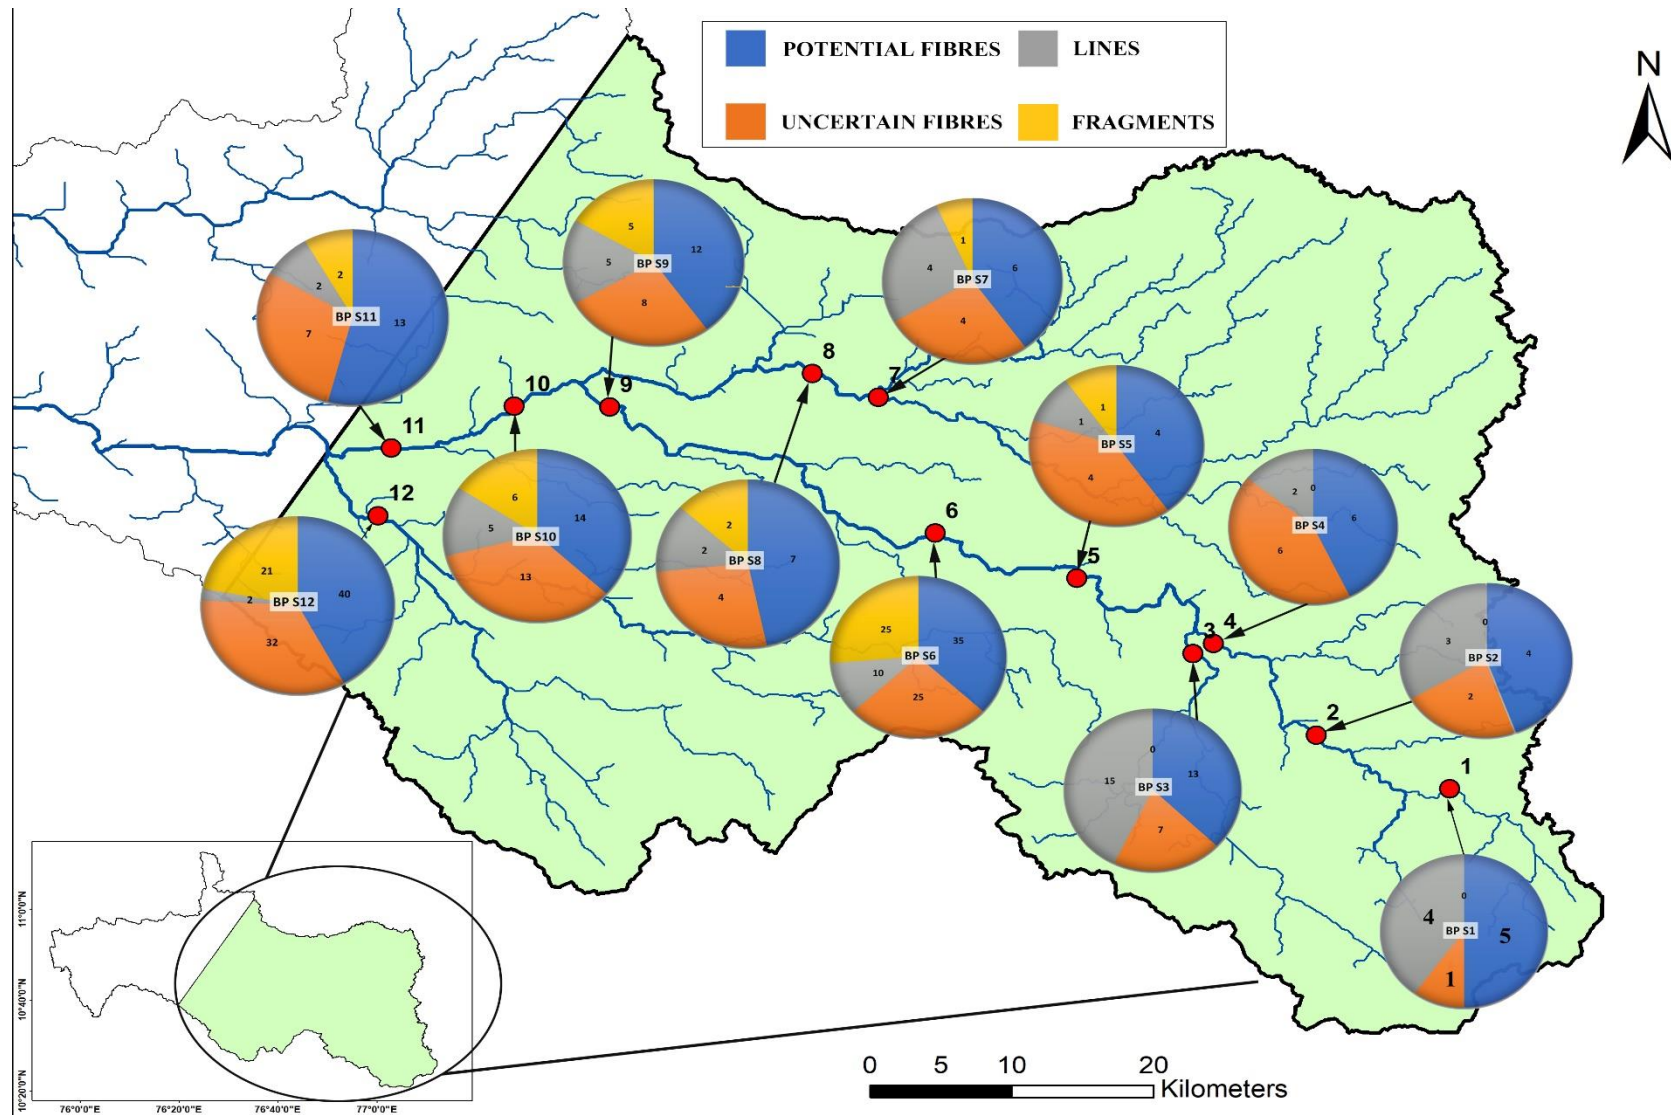 POTENTIAL FIBRES
LINES
UNCERTAIN FIBRES
FRAGMENTS
N
5
12
5
BP S9
8
1
6
4
BP S7
4
2
2
BP S11
13
7
8
7
10
9
11
1
4
1
BP S5
4
12
6
14
5
BP S10
13
2
7
2
BP S8
4
6
5
0
2
6
BP S4
6
21
40
2
BP S12
32
25
35
BP S6
10
25
3
4
0
3
4
BP S2
2
2
0
15
13
BP S3
7
1
0
4
5
BP S1
1
11°0'0"N
10°40'0"N
10°20'0"N
76°0'0"E
76°20'0"E
76°40'0"E
77°0'0"E
0
5
10
20
Kilometers